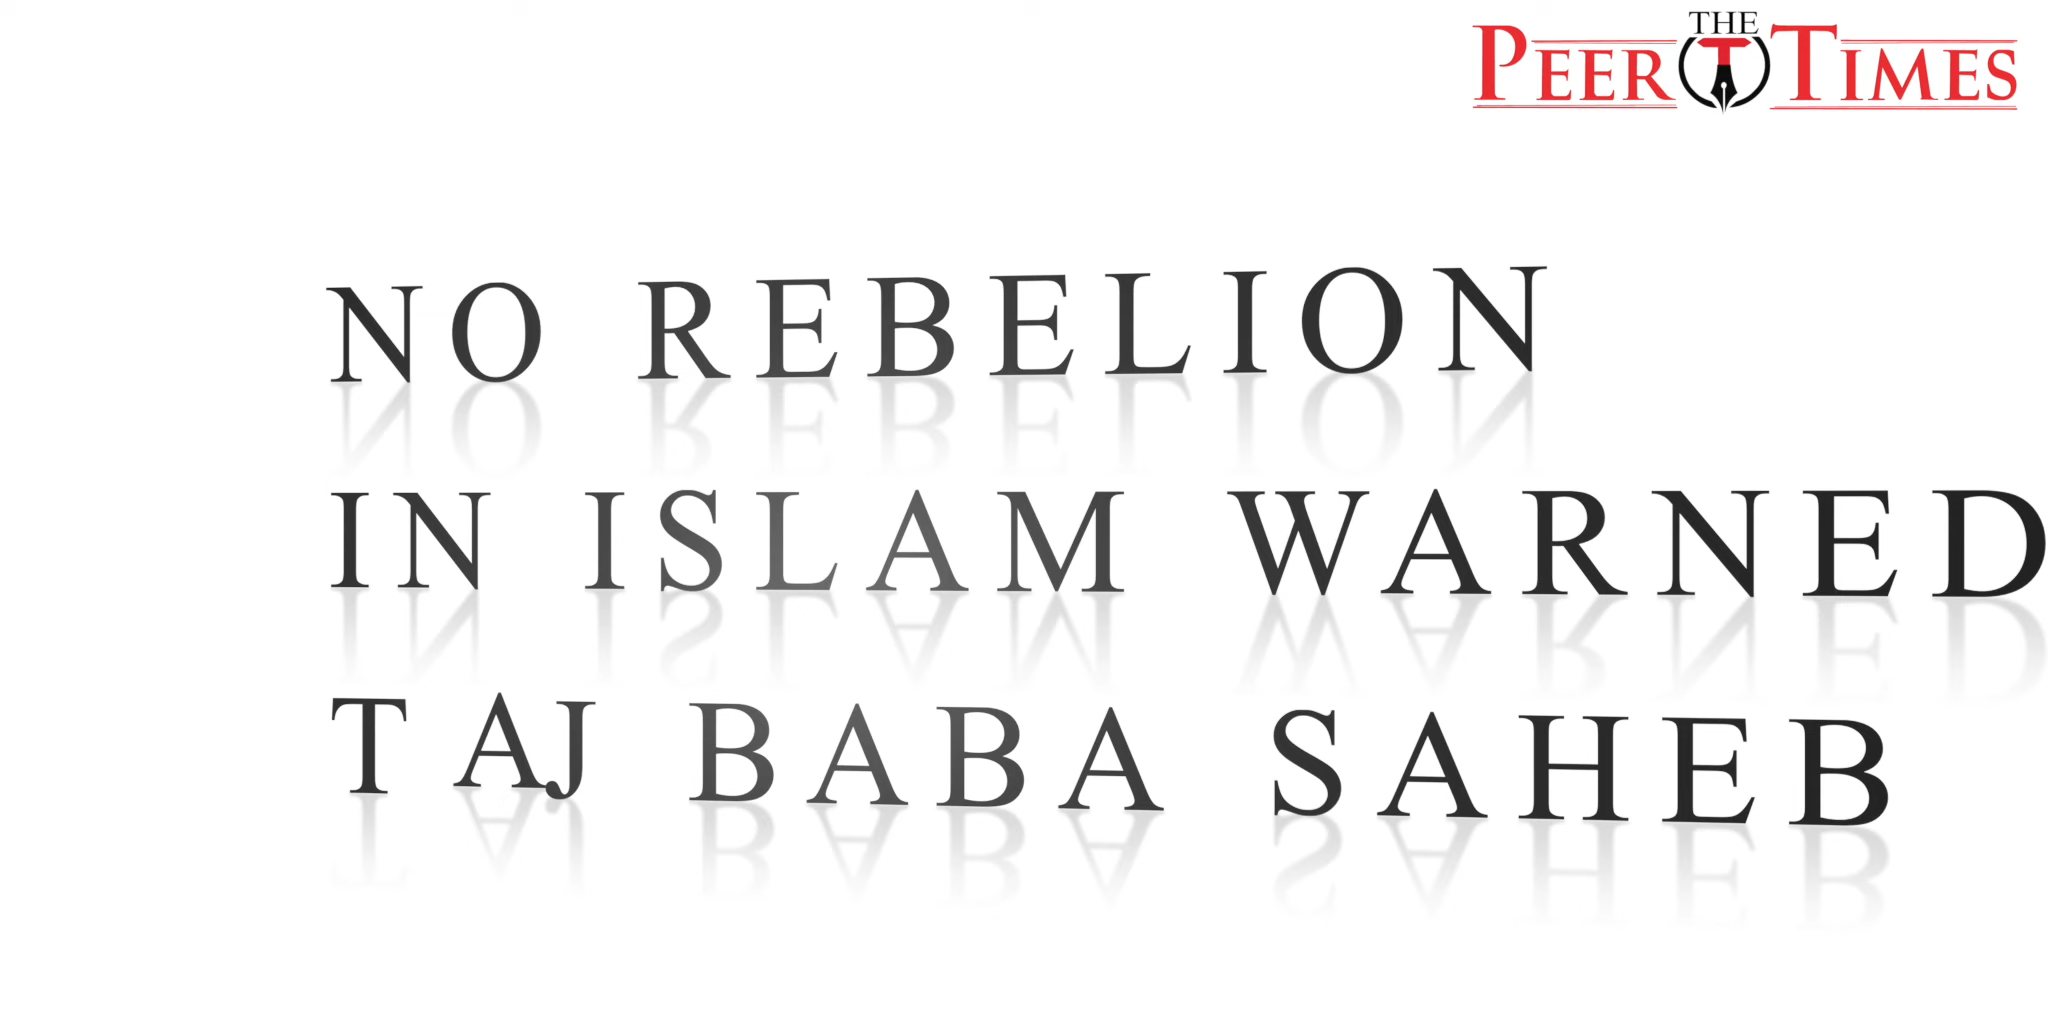 THE
PEER TIMES
NO REBELION
IN ISLAM WARNED
TAJ BABA SAHEB